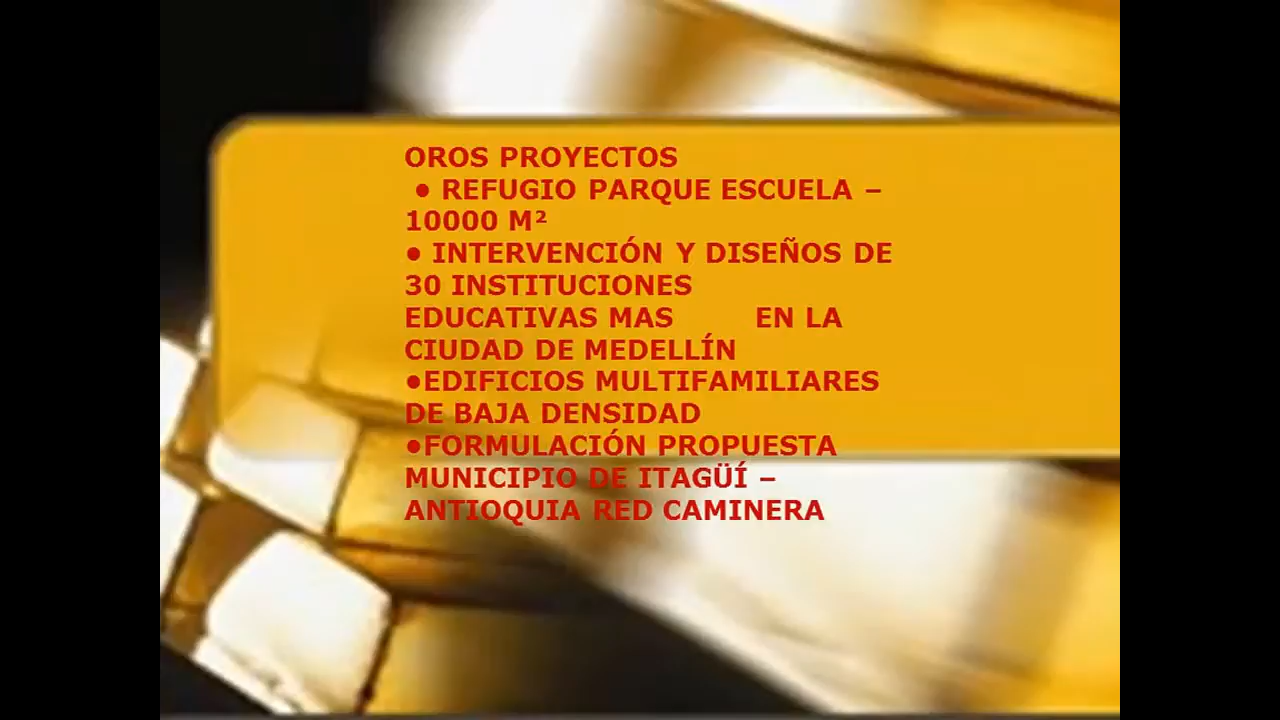 OROS PROYECTOS
● REFUGIO PARQUE ESCUELA –
10000 M²
● INTERVENCIÓN Y DISEÑOS DE
30 INSTITUCIONES
EDUCATIVAS MAS EN LA
CIUDAD DE MEDELLÍN
●EDIFICIOS MULTIFAMILIARES
DE BAJA DENSIDAD
●FORMULACIÓN PROPUESTA
MUNICIPIO DE ITAGÜÍ –
ANTIOQUIA RED CAMINERA